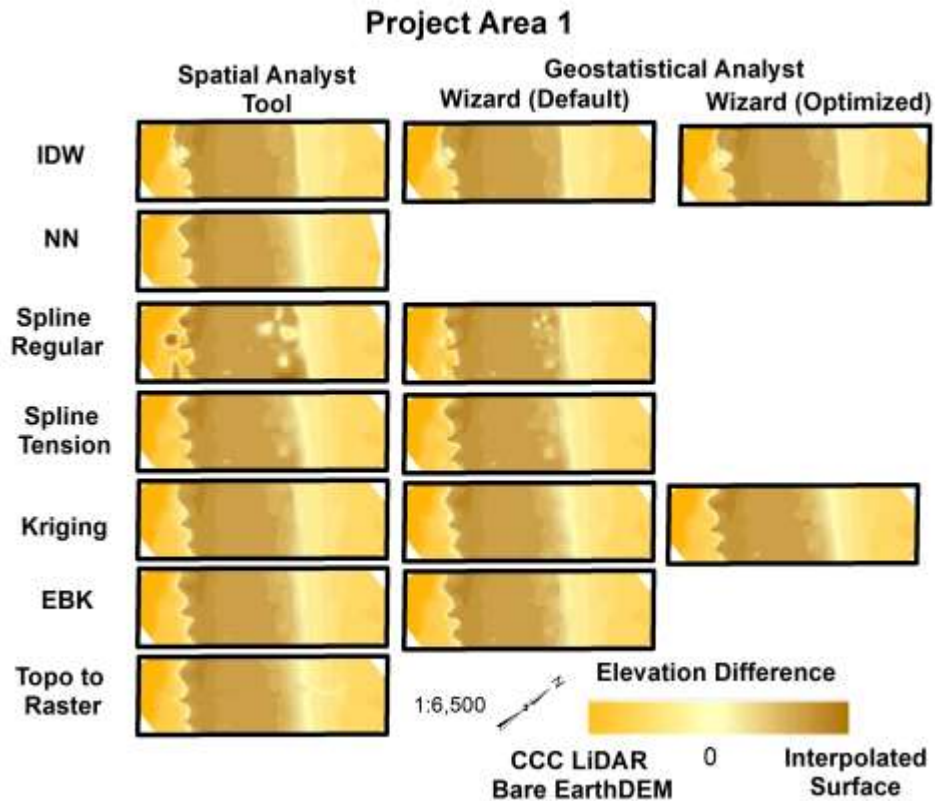 Project Area 1
Spatial Analyst
Tool
Geostatistical Analyst
Wizard (Default)
Wizard (Optimized)
IDW
NN
Spline
Regular
Spline
Tension
Kriging
EBK
Topo to
Raster
1:6,500
N
Elevation Difference
CCC LiDAR
Bare EarthDEM
0
Interpolated
Surface